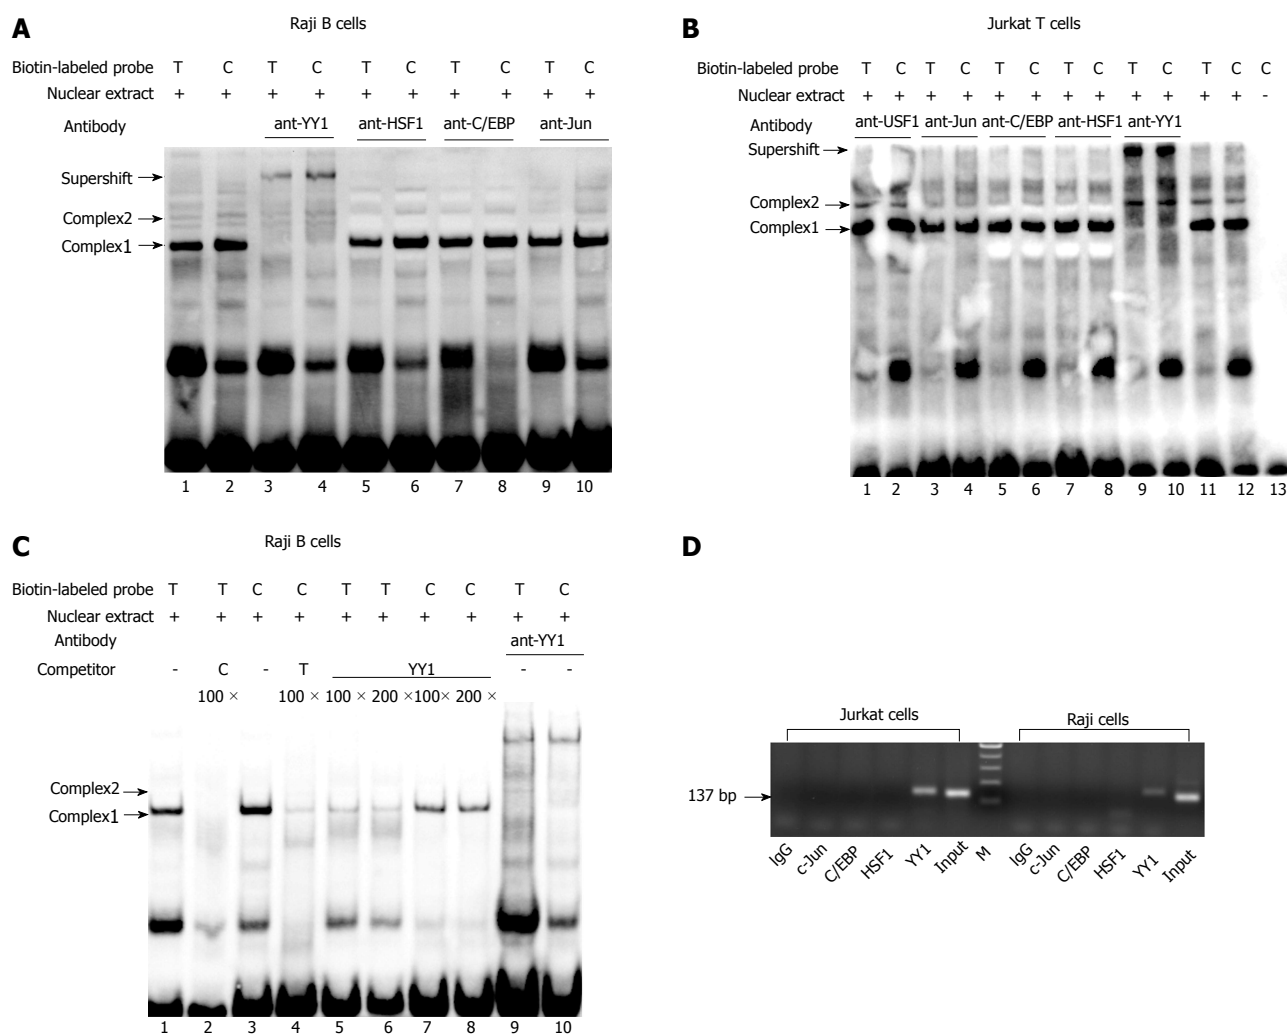 A
Raji B cells
Biotin-labeled probe T C T C T C T C T C
Nuclear extract + + + + + + + + + +
Antibody ant-YY1 ant-HSF1 ant-C/EBP ant-Jun
Supershift
Complex2
Complex1
1 2 3 4 5 6 7 8 9 10
B
Jurkat T cells
Biotin-labeled probe T C T C T C T C T C T C C
Nuclear extract + + + + + + + + + + + + -
Antibody ant-USF1 ant-Jun ant-C/EBP ant-HSF1 ant-YY1
Supershift
Complex2
Complex1
1 2 3 4 5 6 7 8 9 10 11 12 13
C
Raji B cells
Biotin-labeled probe T T C C T T C C T C
Nuclear extract + + + + + + + + + +
Antibody ant-YY1
Competitor - C - T YY1 - -
100 × 100 × 100 × 200 × 100× 200 ×
Complex2
Complex1
1 2 3 4 5 6 7 8 9 10
D
Jurkat cells Raji cells
137 bp
IgG c-Jun C/EBP HSF1 YY1 Input M IgG c-Jun C/EBP HSF1 YY1 Input